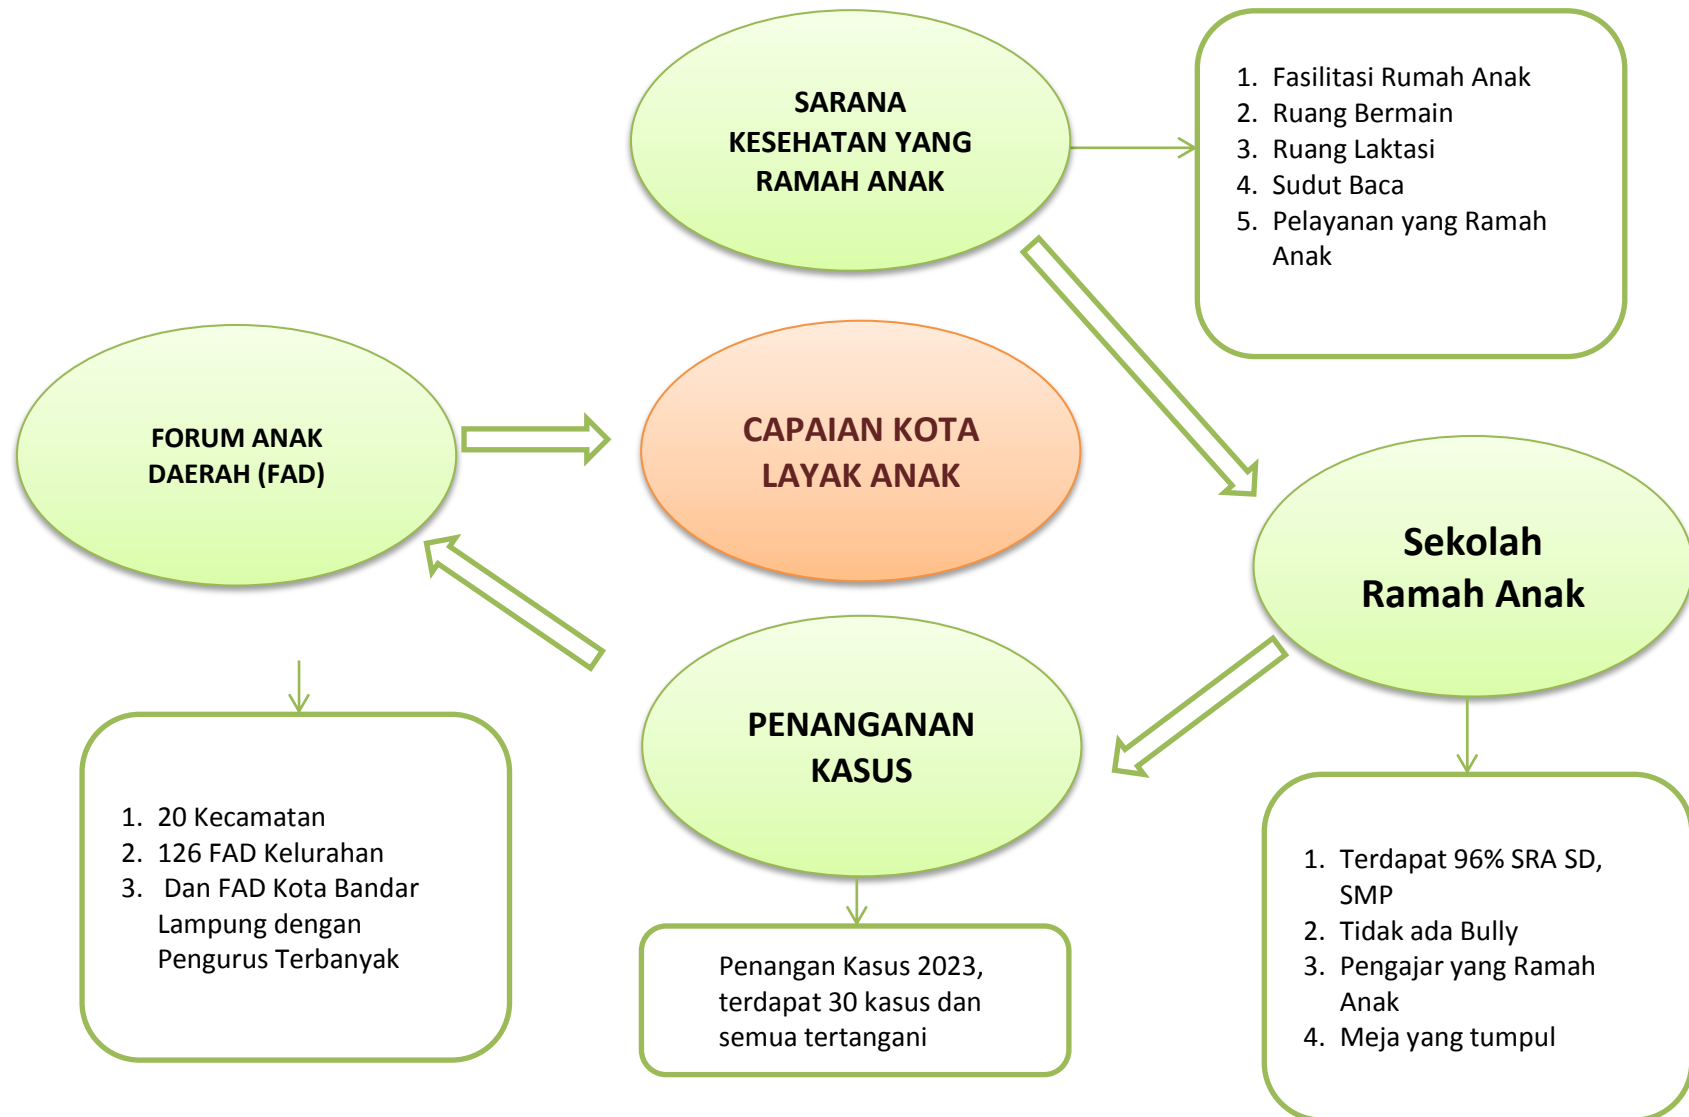 SARANA
KESEHATAN YANG
RAMAH ANAK
1. Fasilitasi Rumah Anak
2. Ruang Bermain
3. Ruang Laktasi
4. Sudut Baca
5. Pelayanan yang Ramah
Anak
FORUM ANAK
DAERAH (FAD)
CAPAIAN KOTA
LAYAK ANAK
Sekolah
Ramah Anak
PENANGANAN
KASUS
1. 20 Kecamatan
2. 126 FAD Kelurahan
3. Dan FAD Kota Bandar
Lampung dengan
Pengurus Terbanyak
Penangan Kasus 2023,
terdapat 30 kasus dan
semua tertangani
1. Terdapat 96% SRA SD,
SMP
2. Tidak ada Bully
3. Pengajar yang Ramah
Anak
4. Meja yang tumpul